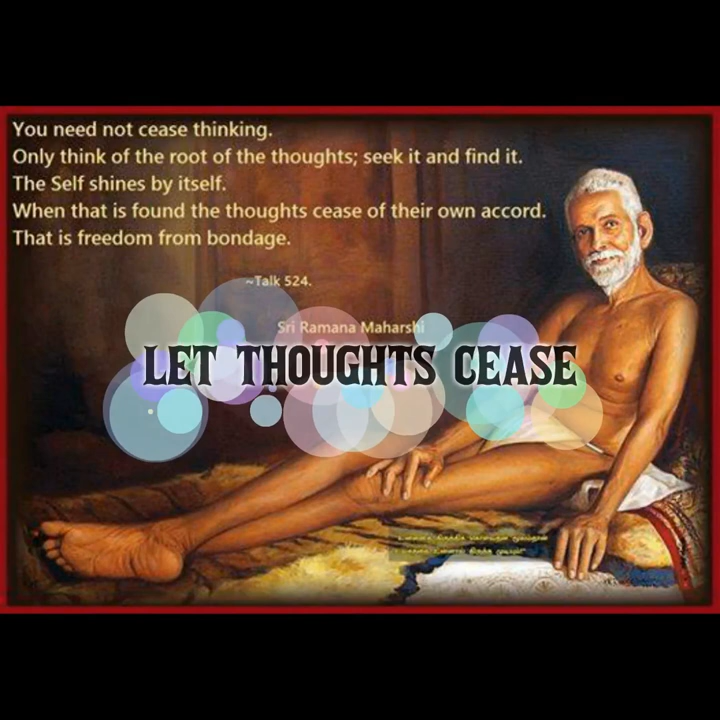 You need not cease thinking.
Only think of the root of the thoughts; seek it and find it.
The Self shines by itself.
When that is found the thoughts cease of their own accord.
That is freedom from bondage.
~Talk 524.
Sri Ramana Maharshi
LET THOUGHTS CEASE